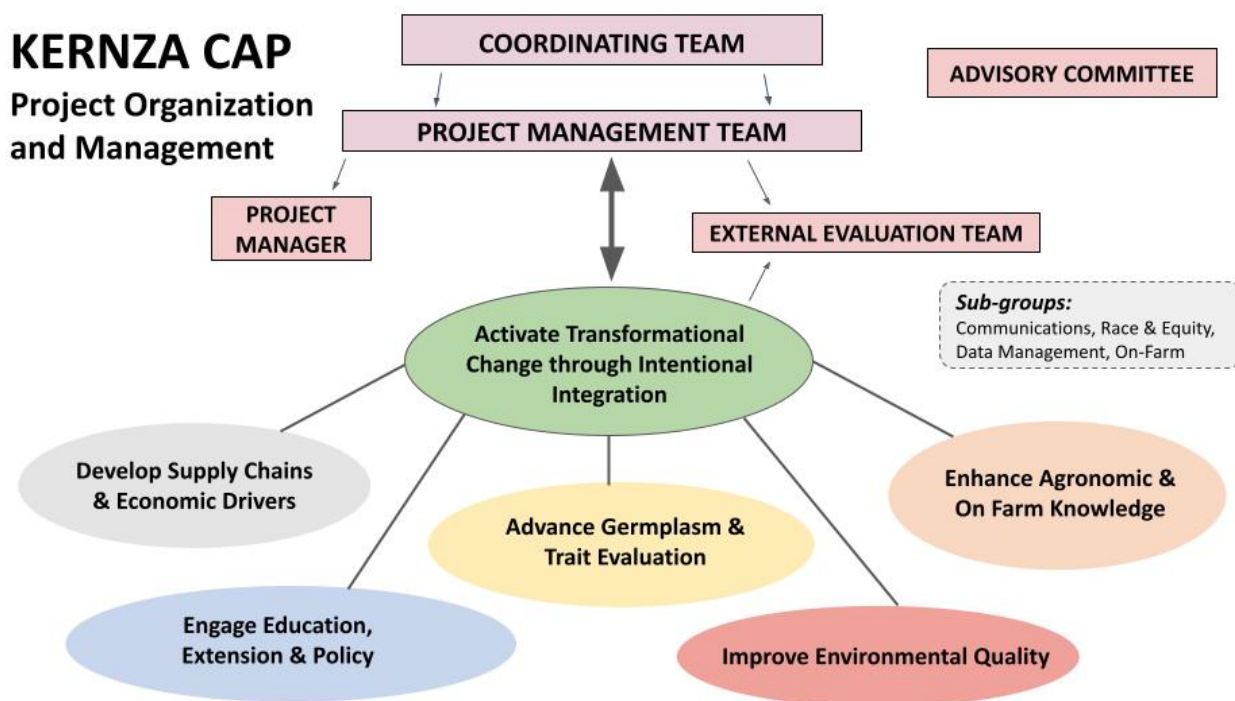 KERNZA CAP
Project Organization
and Management
COORDINATING TEAM
ADVISORY COMMITTEE
PROJECT MANAGEMENT TEAM
PROJECT
MANAGER
EXTERNAL EVALUATION TEAM
Sub-groups:
Communications, Race & Equity,
Data Management, On-Farm
Activate Transformational
Change through Intentional
Integration
Develop Supply Chains
& Economic Drivers
Enhance Agronomic &
On Farm Knowledge
Advance Germplasm &
Trait Evaluation
Engage Education,
Extension & Policy
Improve Environmental Quality